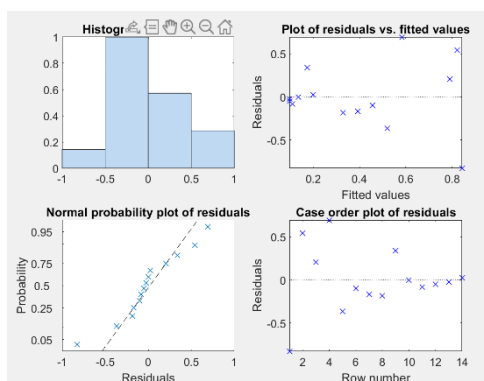 Histogr
1
0.8
0.6
0.4
0.2
0
-1 -0.5 0 0.5 1
Plot of residuals vs. fitted values
Residuals
0.5
0
-0.5
0.2 0.4 0.6 0.8
Fitted values
Normal probability plot of residuals
Probability
0.95
0.75
0.5
0.25
0.05
-1 -0.5 0 0.5 1
Residuals
Case order plot of residuals
Residuals
0.5
0
-0.5
2 4 6 8 10 12 14
Row number